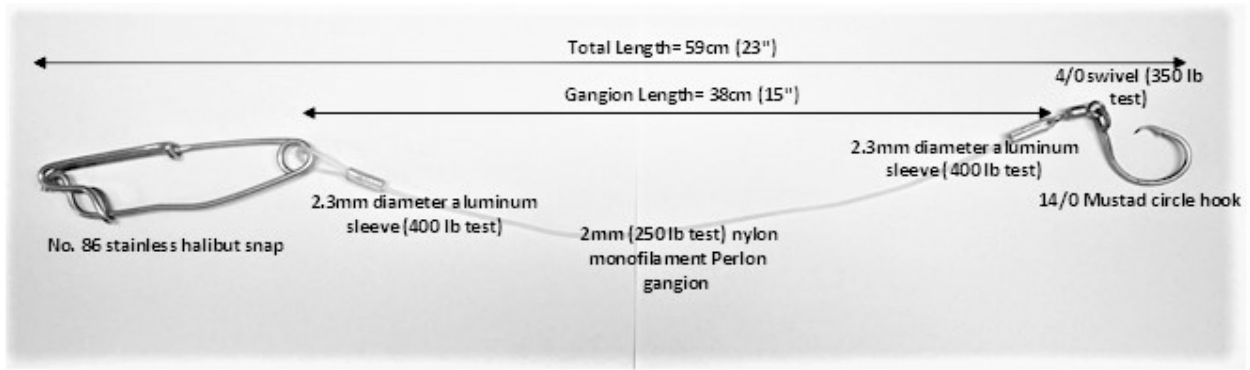 Total Length= 59cm (23")
4/0 swivel (350 lb
test)
Gangion Length= 38cm (15")
2.3mm diameter aluminum
sleeve (400 lb test)
2.3mm diameter aluminum
sleeve (400 lb test)
14/0 Mustad circle hook
No. 86 stainless halibut snap
2mm (250 lb test) nylon
monofilament Perlon
gangion